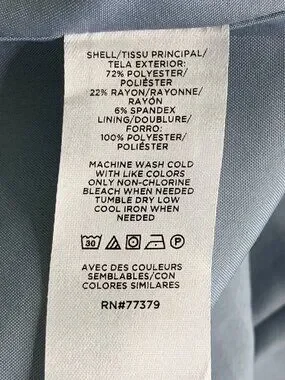 SHELL/TISSU PRINCIPAL/
TELA EXTERIOR:
72% POLYESTER/
POLIÉSTER
22% RAYON/RAYONNE/
RAYÓN
6% SPANDEX
LINING/DOUBLURE/
FORRO:
100% POLYESTER/
POLIÉSTER
MACHINE WASH COLD
WITH LIKE COLORS
ONLY NON-CHLORINE
BLEACH WHEN NEEDED
TUMBLE DRY LOW
COOL IRON WHEN
NEEDED
30 P
AVEC DES COULEURS
SEMBLABLES/CON
COLORES SIMILARES
RN#77379